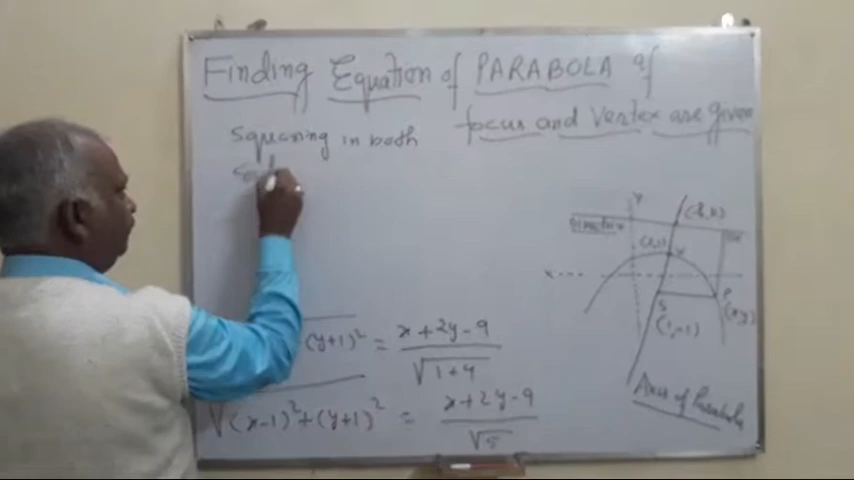 Finding Equation of PARABOLA if
focus and Vertex are given
Squaring in both
Y
Directrix
X
V
P
(x,y)
S
(1,-1)
Axis of Parabola
(y+1)² = x+2y-9 / √1+4
√(x-1)²+(y+1)² = x+2y-9 / √5